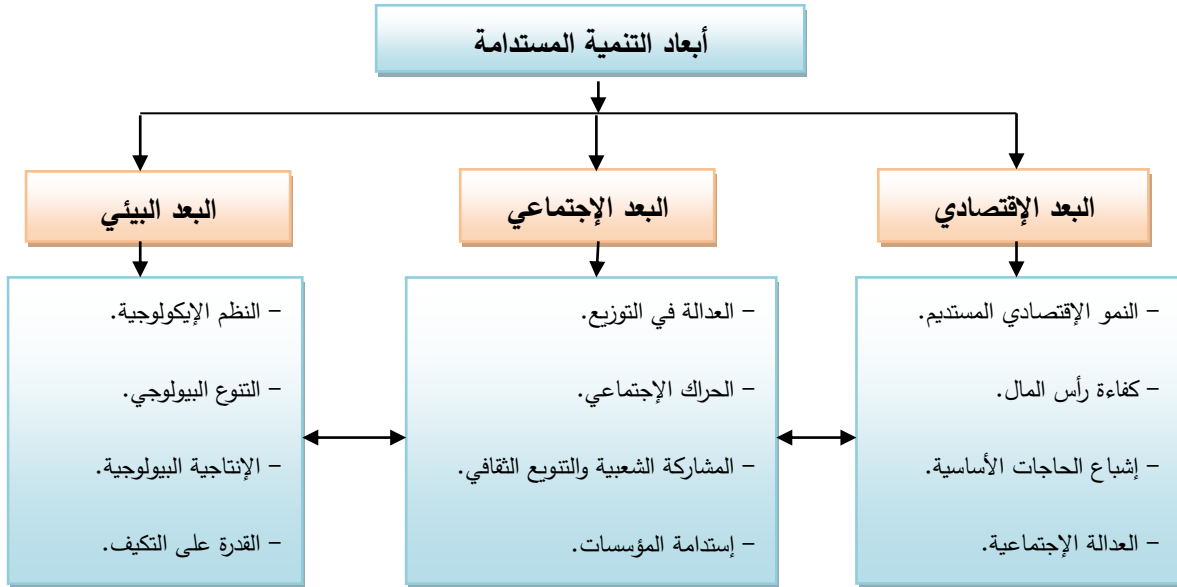 أبعاد التنمية المستدامة
البعد الإقتصادي
البعد الإجتماعي
البعد البيئي
– النمو الإقتصادي المستديم.
– كفاءة رأس المال.
– إشباع الحاجات الأساسية.
– العدالة الإجتماعية.
– العدالة في التوزيع.
– الحراك الإجتماعي.
– المشاركة الشعبية والتنويع الثقافي.
– إستدامة المؤسسات.
– النظم الإيكولوجية.
– التنوع البيولوجي.
– الإنتاجية البيولوجية.
– القدرة على التكيف.